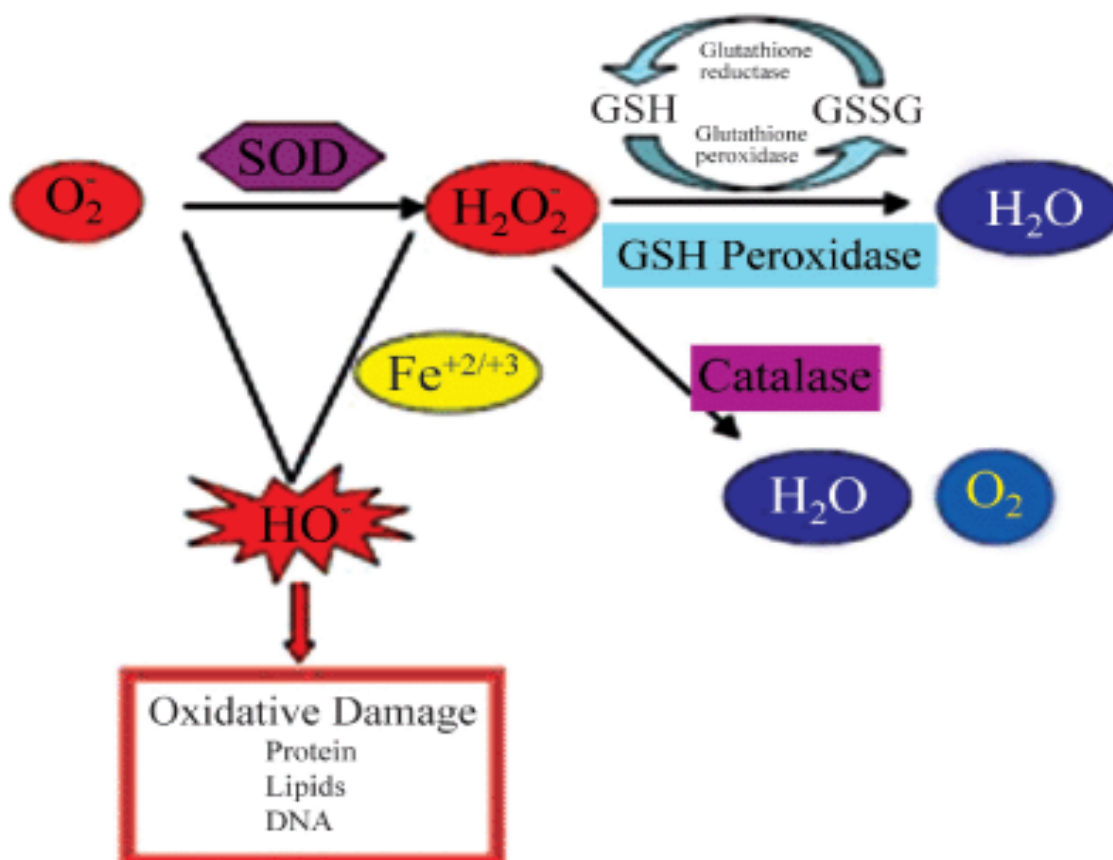 Glutathione
reductase
GSH
GSSG
Glutathione
peroxidase
SOD
O₂⁻
H₂O₂⁻
H₂O
GSH Peroxidase
Fe⁺²/⁺³
Catalase
H₂O
O₂
HO⁻
Oxidative Damage
Protein
Lipids
DNA